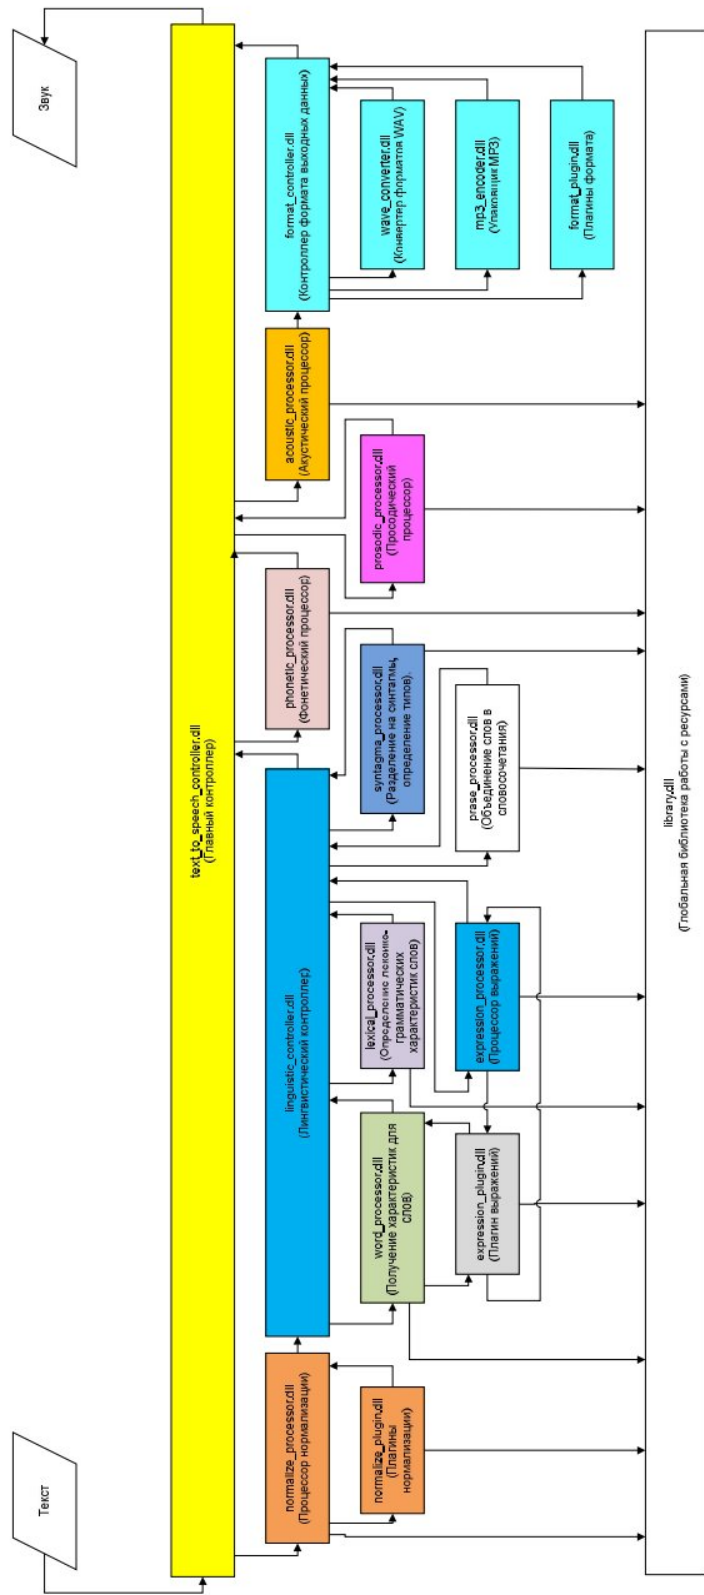 Текст
Звук
text_to_speech_controller.dll
(Главный контроллер)
normalize_processor.dll
(Процессор нормализации)
linguistic_controller.dll
(Лингвистический контроллер)
phonetic_processor.dll
(Фонетический процессор)
acoustic_processor.dll
(Акустический процессор)
format_controller.dll
(Контроллер формата выходных данных)
normalize_plugin.dll
(Плагины
нормализации)
word_processor.dll
(Получение характеристик для
слов)
lexical_processor.dll
(Определение лексико-
грамматических
характеристик слов)
syntagma_processor.dll
(Разделение на синтагмы,
определение типов).
prosodic_processor.dll
(Просодический
процессор)
wave_converter.dll
(Конвертер форматов WAV)
expression_plugin.dll
(Плагин выражений)
expression_processor.dll
(Процессор выражений)
prase_processor.dll
(Объединение слов в
словосочетания)
mp3_encoder.dll
(Упаковщик MP3)
format_plugin.dll
(Плагины формата)
library.dll
(Глобальная библиотека работы с ресурсами)